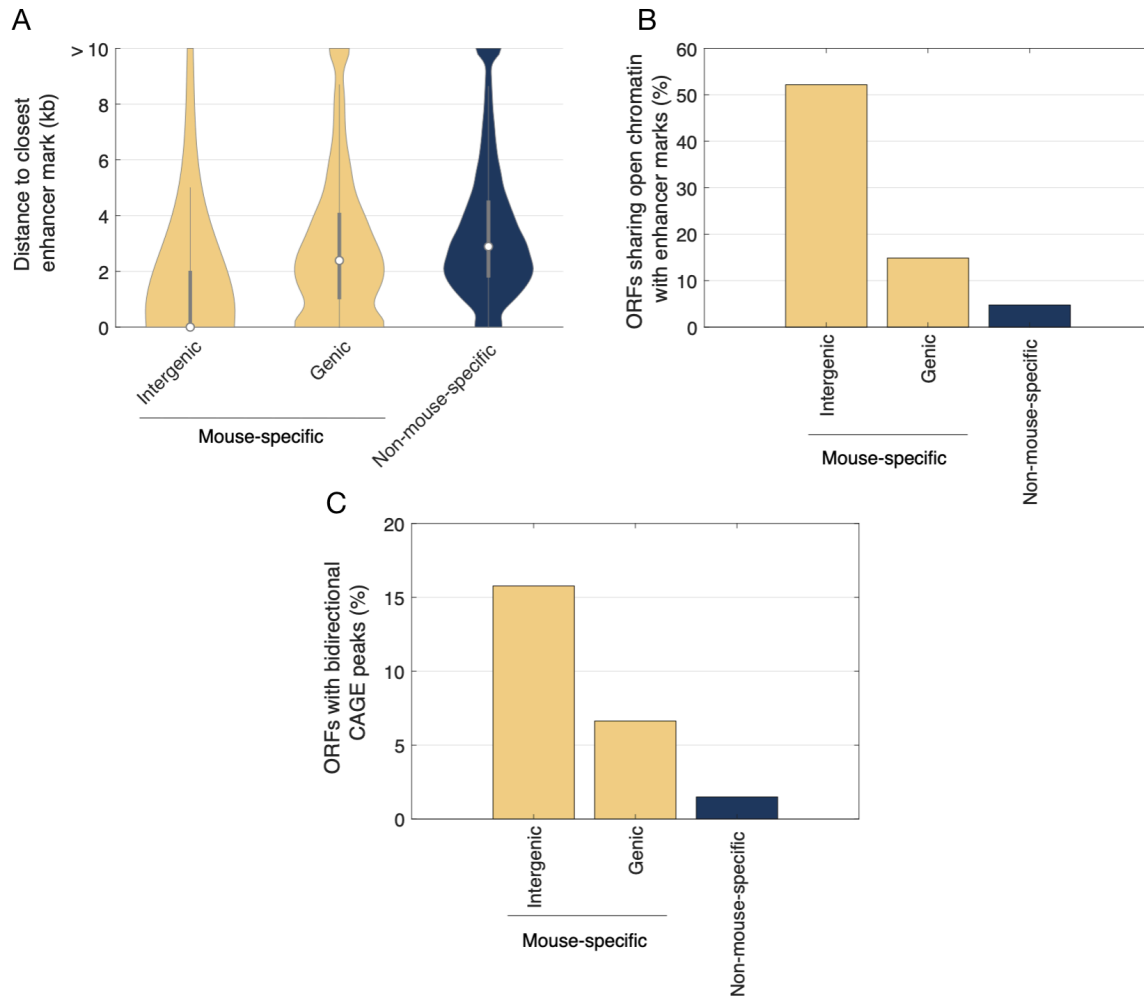 A
Distance to closest
enhancer mark (kb)
> 10
8
6
4
2
0
Intergenic
Genic
Non-mouse-specific
Mouse-specific
B
ORFs sharing open chromatin
with enhancer marks (%)
60
50
40
30
20
10
0
Intergenic
Genic
Non-mouse-specific
Mouse-specific
C
ORFs with bidirectional
CAGE peaks (%)
20
15
10
5
0
Intergenic
Genic
Non-mouse-specific
Mouse-specific